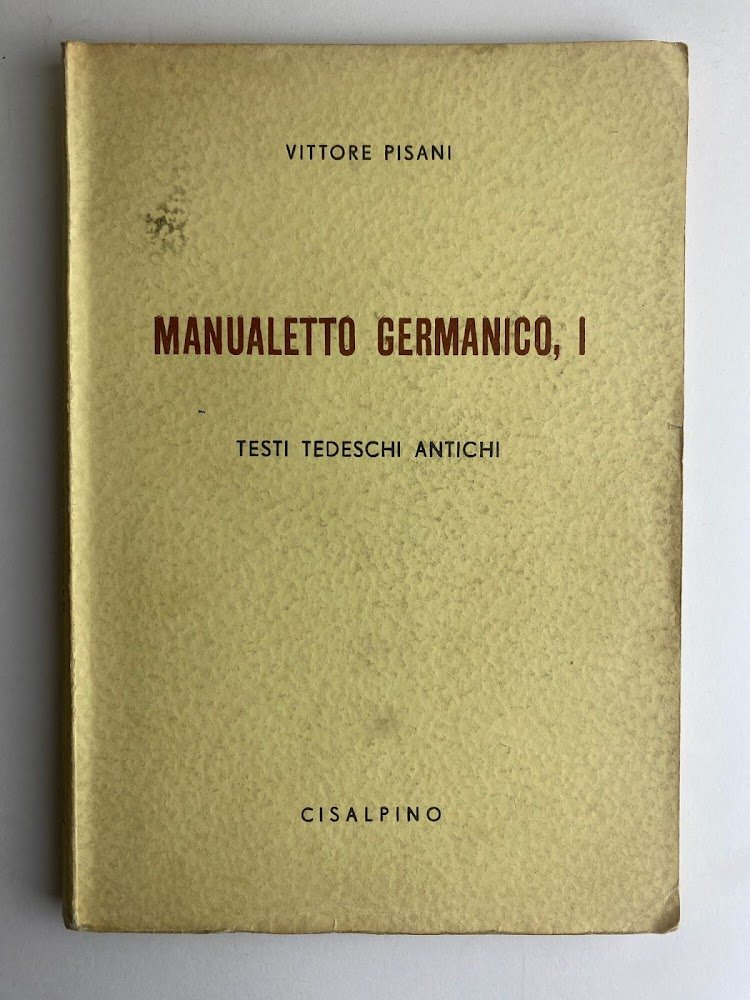 VITTORE PISANI
MANUALETTO GERMANICO, I
TESTI TEDESCHI ANTICHI
CISALPINO